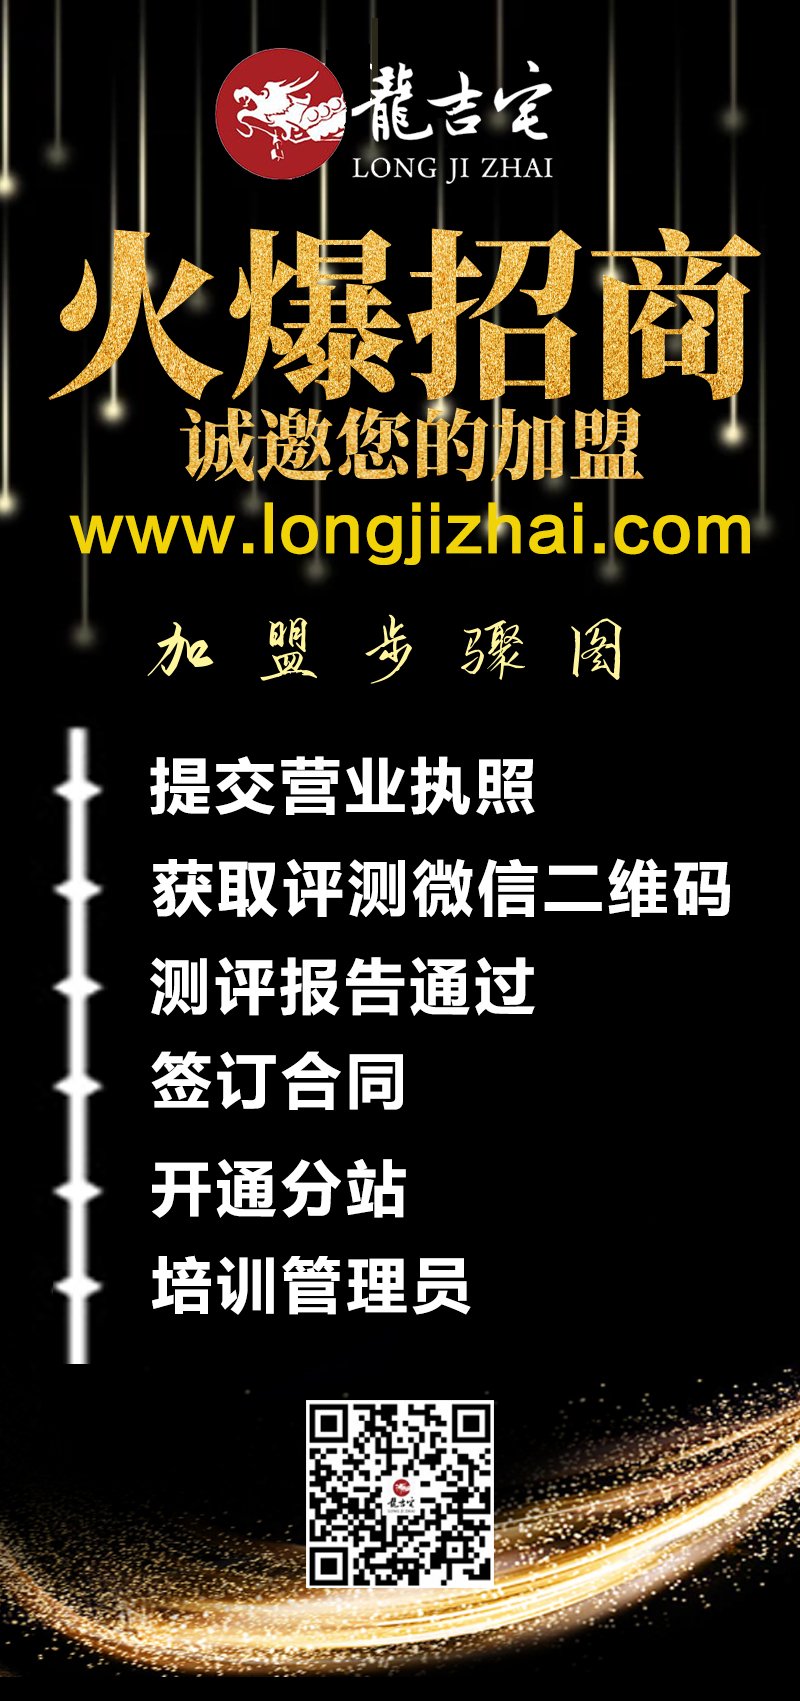 龍吉宅
LONG JI ZHAI
火爆招商
诚邀您的加盟
www.longjizhai.com
加盟步骤图
提交营业执照
获取评测微信二维码
测评报告通过
签订合同
开通分站
培训管理员
龍吉宅
LONG JI ZHAI